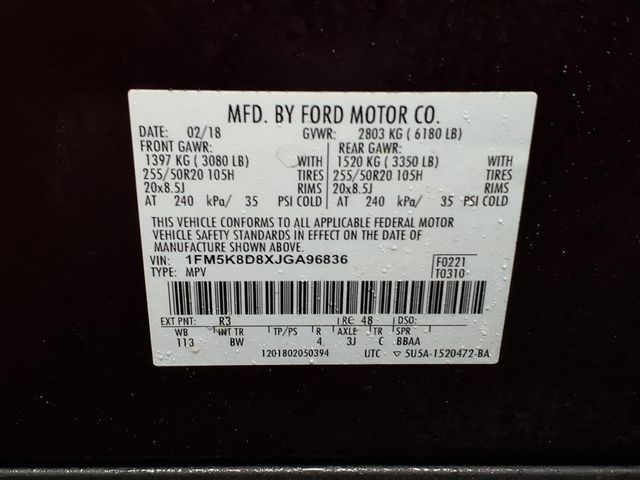 MFD. BY FORD MOTOR CO.
DATE: 02/18 GVWR: 2803 KG ( 6180 LB)
FRONT GAWR: REAR GAWR:
1397 KG ( 3080 LB) WITH 1520 KG ( 3350 LB) WITH
255/50R20 105H TIRES 255/50R20 105H TIRES
20x8.5J RIMS 20x8.5J RIMS
AT 240 kPa/ 35 PSI COLD AT 240 kPa/ 35 PSI COLD
THIS VEHICLE CONFORMS TO ALL APPLICABLE FEDERAL MOTOR
VEHICLE SAFETY STANDARDS IN EFFECT ON THE DATE OF
MANUFACTURE SHOWN ABOVE.
VIN: 1FM5K8D8XJGA96836 F0221
TYPE: MPV T0310
EXT PNT: R3 RC: 48 DSO:
WB INT TR TP/PS R AXLE TR SPR
113 BW 4 3J C BBAA
1201802050394 UTC ▽ 5U5A-1520472-BA